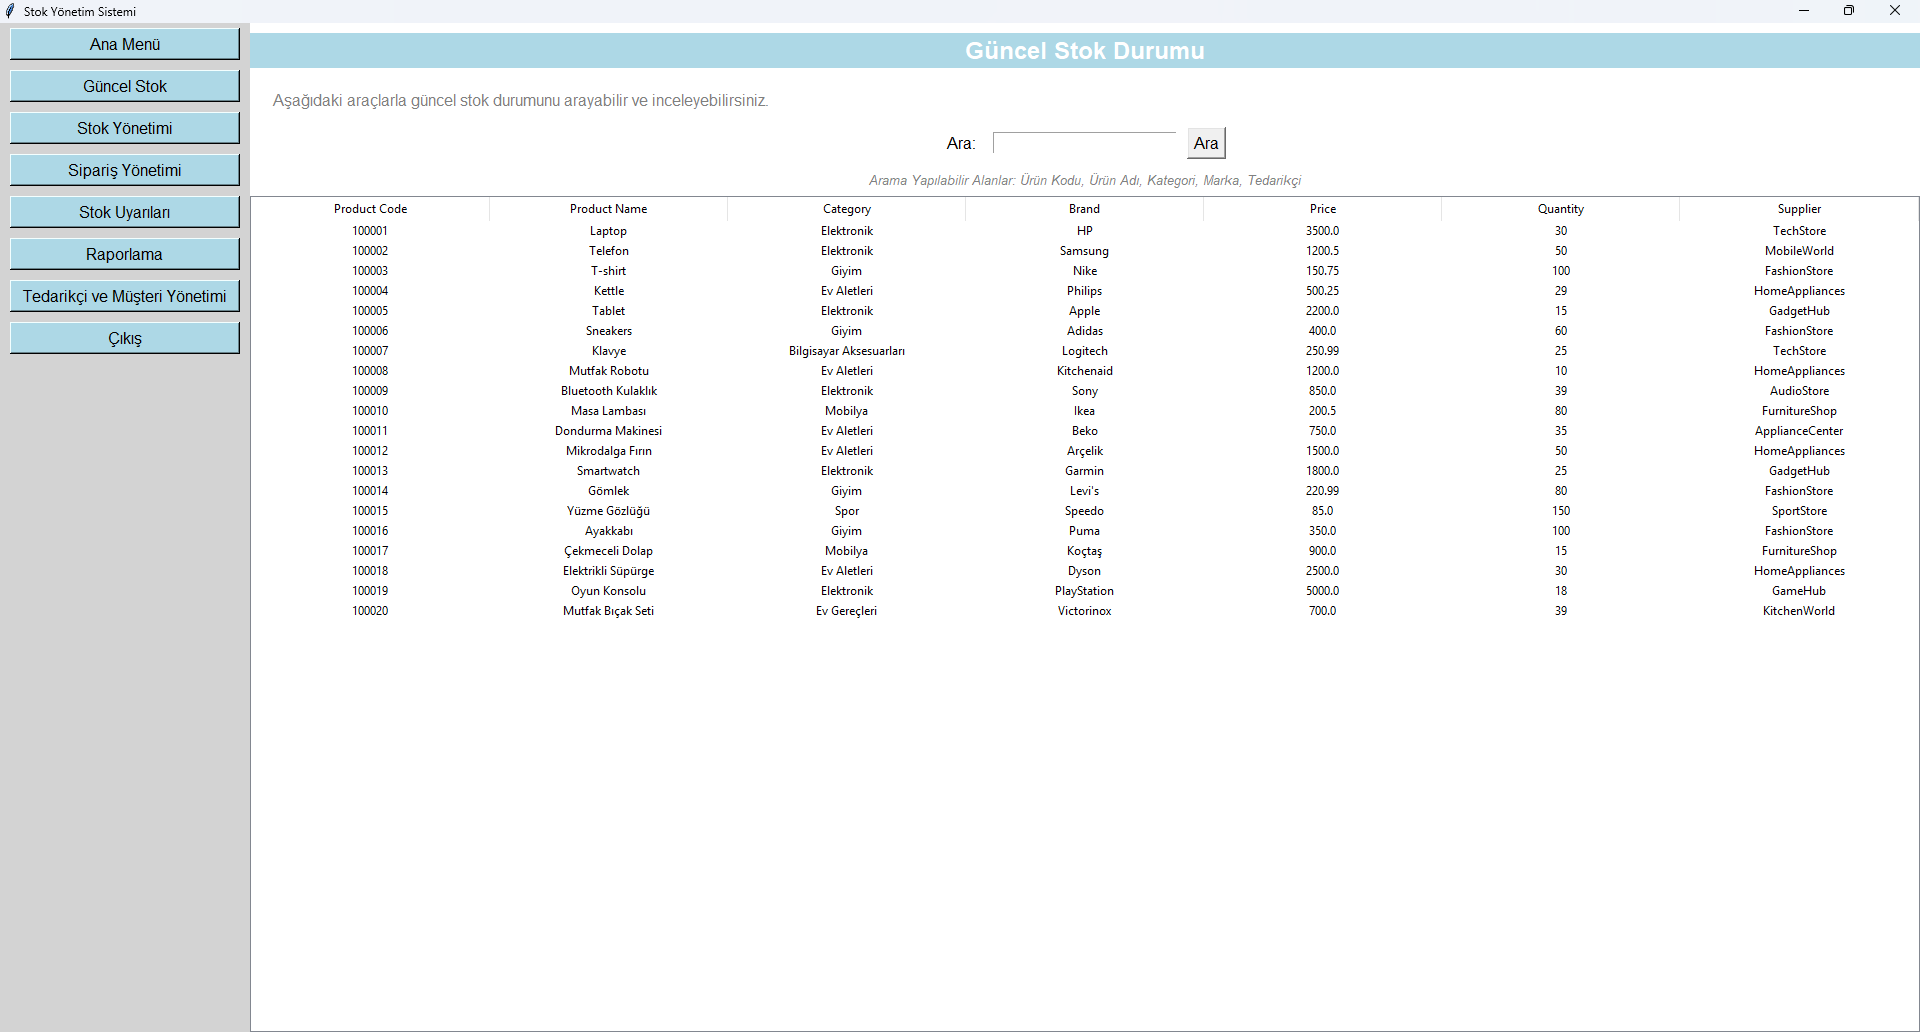 Stok Yönetim Sistemi
Ana Menü
Güncel Stok
Stok Yönetimi
Sipariş Yönetimi
Stok Uyarıları
Raporlama
Tedarikçi ve Müşteri Yönetimi
Çıkış
Güncel Stok Durumu
Aşağıdaki araçlarla güncel stok durumunu arayabilir ve inceleyebilirsiniz.
Ara: Ara
Arama Yapılabilir Alanlar: Ürün Kodu, Ürün Adı, Kategori, Marka, Tedarikçi
Product Code Product Name Category Brand Price Quantity Supplier
100001 Laptop Elektronik HP 3500.0 30 TechStore
100002 Telefon Elektronik Samsung 1200.5 50 MobileWorld
100003 T-shirt Giyim Nike 150.75 100 FashionStore
100004 Kettle Ev Aletleri Philips 500.25 29 HomeAppliances
100005 Tablet Elektronik Apple 2200.0 15 GadgetHub
100006 Sneakers Giyim Adidas 400.0 60 FashionStore
100007 Klavye Bilgisayar Aksesuarları Logitech 250.99 25 TechStore
100008 Mutfak Robotu Ev Aletleri Kitchenaid 1200.0 10 HomeAppliances
100009 Bluetooth Kulaklık Elektronik Sony 850.0 39 AudioStore
100010 Masa Lambası Mobilya Ikea 200.5 80 FurnitureShop
100011 Dondurma Makinesi Ev Aletleri Beko 750.0 35 ApplianceCenter
100012 Mikrodalga Fırın Ev Aletleri Arçelik 1500.0 50 HomeAppliances
100013 Smartwatch Elektronik Garmin 1800.0 25 GadgetHub
100014 Gömlek Giyim Levi's 220.99 80 FashionStore
100015 Yüzme Gözlüğü Spor Speedo 85.0 150 SportStore
100016 Ayakkabı Giyim Puma 350.0 100 FashionStore
100017 Çekmeceli Dolap Mobilya Koçtaş 900.0 15 FurnitureShop
100018 Elektrikli Süpürge Ev Aletleri Dyson 2500.0 30 HomeAppliances
100019 Oyun Konsolu Elektronik PlayStation 5000.0 18 GameHub
100020 Mutfak Bıçak Seti Ev Gereçleri Victorinox 700.0 39 KitchenWorld